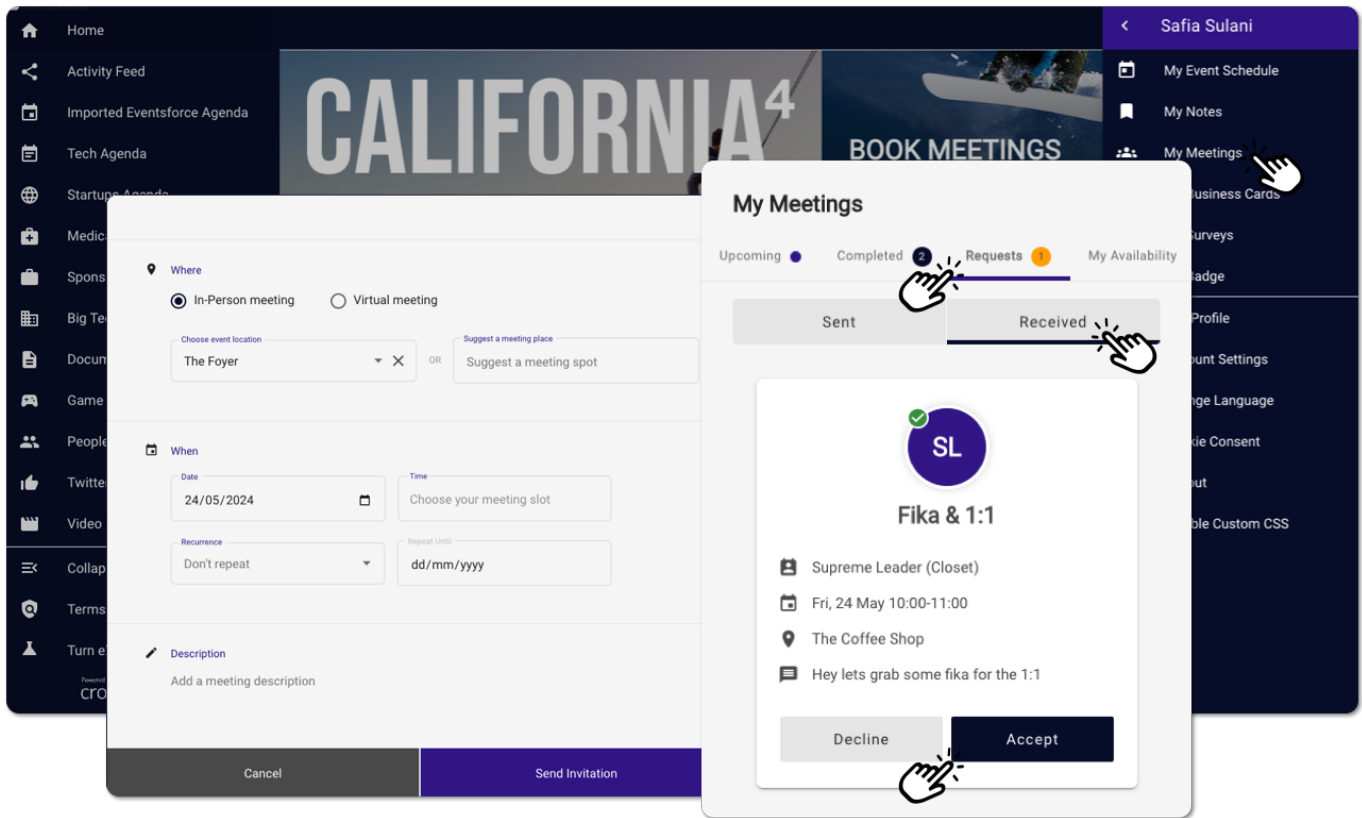 Home
Activity Feed
Imported Eventsforce Agenda
Tech Agenda
Startups Agenda
Medic
Spons
Big Te
Docum
Game
People
Twitte
Video
Collap
Terms
Turn e
Powered
cro
CALIFORNIA⁴
BOOK MEETINGS
Safia Sulani
My Event Schedule
My Notes
My Meetings
Business Cards
Surveys
adge
Profile
unt Settings
nge Language
kie Consent
out
ble Custom CSS
Where
In-Person meeting
Virtual meeting
Choose event location
The Foyer
OR
Suggest a meeting place
Suggest a meeting spot
When
Date
24/05/2024
Time
Choose your meeting slot
Recurrence
Don't repeat
Repeat Until
dd/mm/yyyy
Description
Add a meeting description
Cancel
Send Invitation
My Meetings
Upcoming
Completed 2
Requests 1
My Availability
Sent
Received
SL
Fika & 1:1
Supreme Leader (Closet)
Fri, 24 May 10:00-11:00
The Coffee Shop
Hey lets grab some fika for the 1:1
Decline
Accept